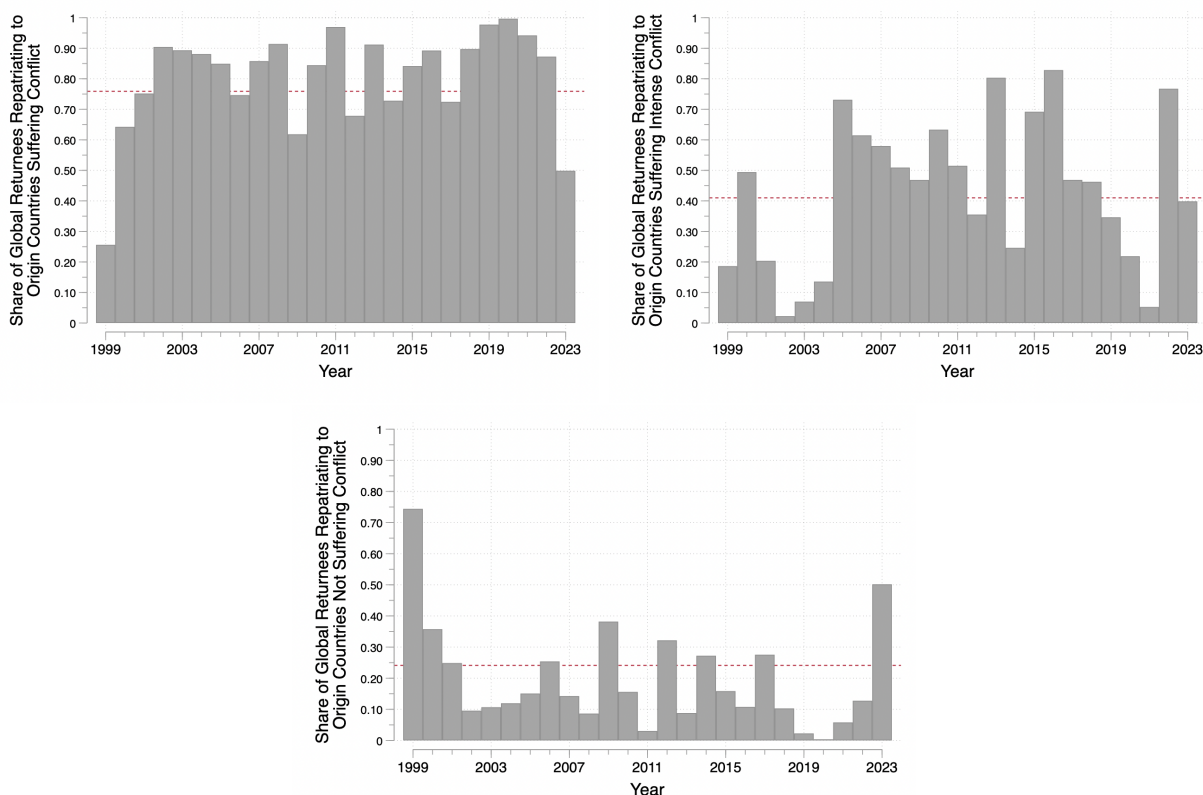 Share of Global Returnees Repatriating to
Origin Countries Suffering Conflict
1
0.90
0.80
0.70
0.60
0.50
0.40
0.30
0.20
0.10
0
1999 2003 2007 2011 2015 2019 2023
Year
Share of Global Returnees Repatriating to
Origin Countries Suffering Intense Conflict
1
0.90
0.80
0.70
0.60
0.50
0.40
0.30
0.20
0.10
0
1999 2003 2007 2011 2015 2019 2023
Year
Share of Global Returnees Repatriating to
Origin Countries Not Suffering Conflict
1
0.90
0.80
0.70
0.60
0.50
0.40
0.30
0.20
0.10
0
1999 2003 2007 2011 2015 2019 2023
Year